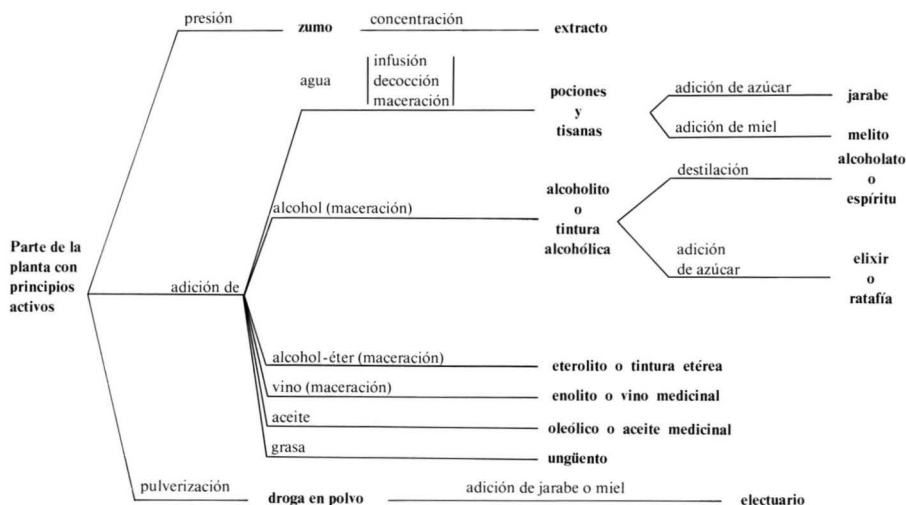 presión
zumo
concentración
extracto
agua
infusión
decocción
maceración
pociones
y
tisanas
adición de azúcar
jarabe
adición de miel
melito
alcohol (maceración)
alcoholito
o
tintura
alcohólica
destilación
alcoholato
o
espíritu
adición
de azúcar
elixir
o
ratafía
Parte de la
planta con
principios
activos
adición de
alcohol-éter (maceración)
eterolito o tintura etérea
vino (maceración)
enolito o vino medicinal
aceite
oleólico o aceite medicinal
grasa
ungüento
pulverización
droga en polvo
adición de jarabe o miel
electuario